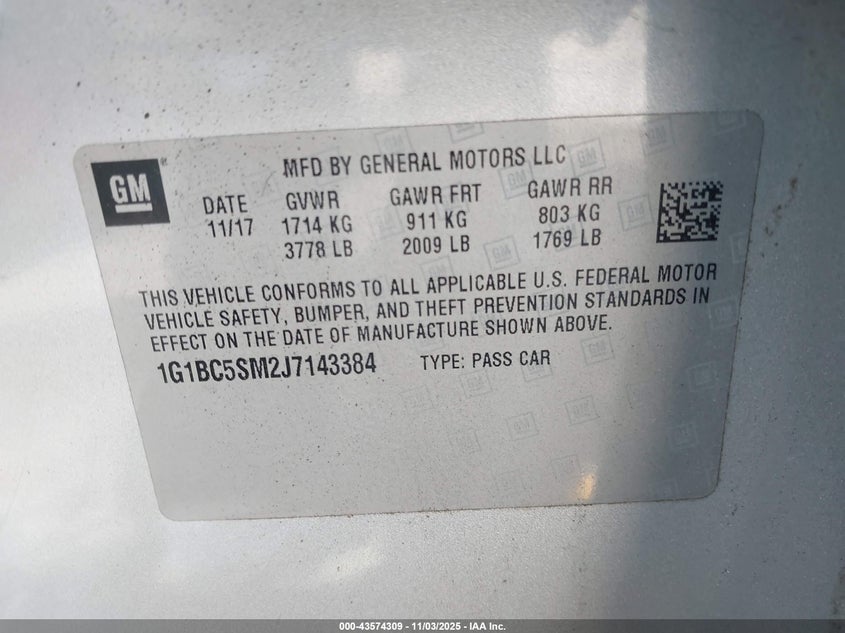 GM
MFD BY GENERAL MOTORS LLC
DATE GVWR GAWR FRT GAWR RR
11/17 1714 KG 911 KG 803 KG
3778 LB 2009 LB 1769 LB
THIS VEHICLE CONFORMS TO ALL APPLICABLE U.S. FEDERAL MOTOR
VEHICLE SAFETY, BUMPER, AND THEFT PREVENTION STANDARDS IN
EFFECT ON THE DATE OF MANUFACTURE SHOWN ABOVE.
1G1BC5SM2J7143384 TYPE: PASS CAR
000-43574309 - 11/03/2025 - IAA Inc.